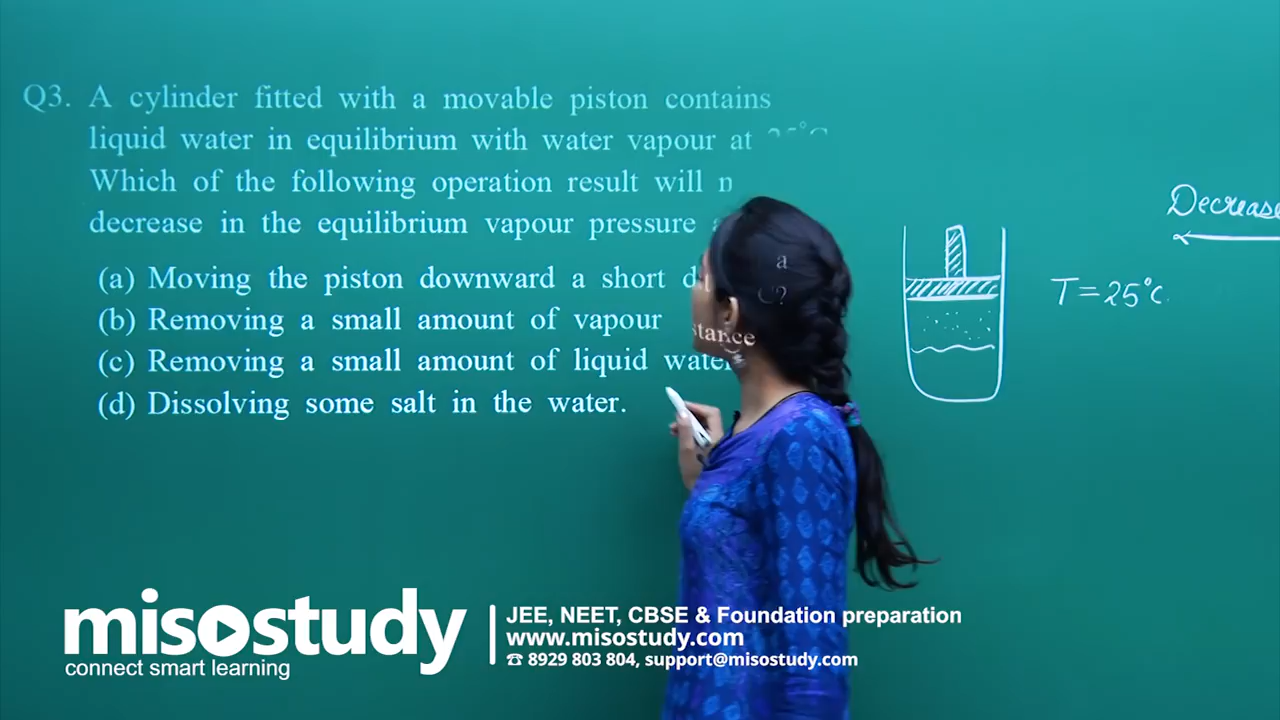 Q3. A cylinder fitted with a movable piston contains
liquid water in equilibrium with water vapour at 25°C
Which of the following operation result will
decrease in the equilibrium vapour pressure
a
C?
(a) Moving the piston downward a short
stance
(b) Removing a small amount of vapour
(c) Removing a small amount of liquid water
(d) Dissolving some salt in the water.
Decrease
T=25°C.
misostudy
connect smart learning
JEE, NEET, CBSE & Foundation preparation
www.misostudy.com
☎ 8929 803 804, support@misostudy.com